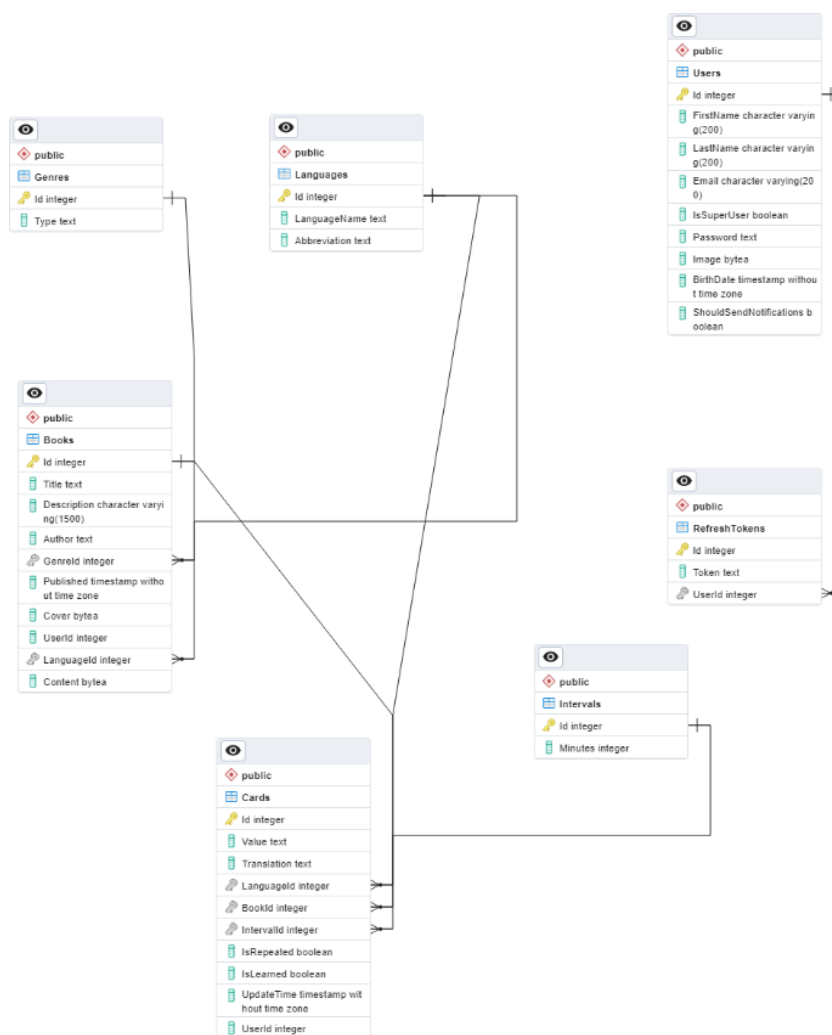 public
Users
Id integer
FirstName character varyin
g(200)
LastName character varyin
g(200)
Email character varying(20
0)
IsSuperUser boolean
Password text
Image bytea
BirthDate timestamp withou
t time zone
ShouldSendNotifications b
oolean
public
Genres
Id integer
Type text
public
Languages
Id integer
LanguageName text
Abbreviation text
public
Books
Id integer
Title text
Description character varyi
ng(1500)
Author text
GenreId integer
Published timestamp witho
ut time zone
Cover bytea
UserId integer
LanguageId integer
Content bytea
public
RefreshTokens
Id integer
Token text
UserId integer
public
Intervals
Id integer
Minutes integer
public
Cards
Id integer
Value text
Translation text
LanguageId integer
BookId integer
IntervalId integer
IsRepeated boolean
IsLearned boolean
UpdateTime timestamp wit
hout time zone
UserId integer